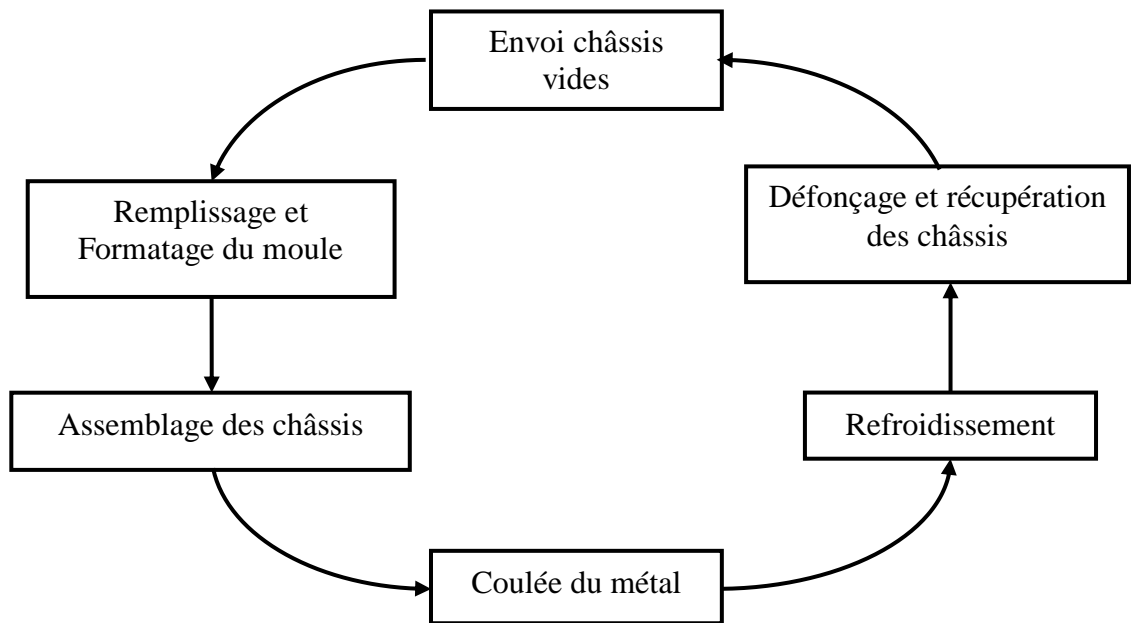 Envoi châssis
vides
Remplissage et
Formatage du moule
Défonçage et récupération
des châssis
Assemblage des châssis
Refroidissement
Coulée du métal